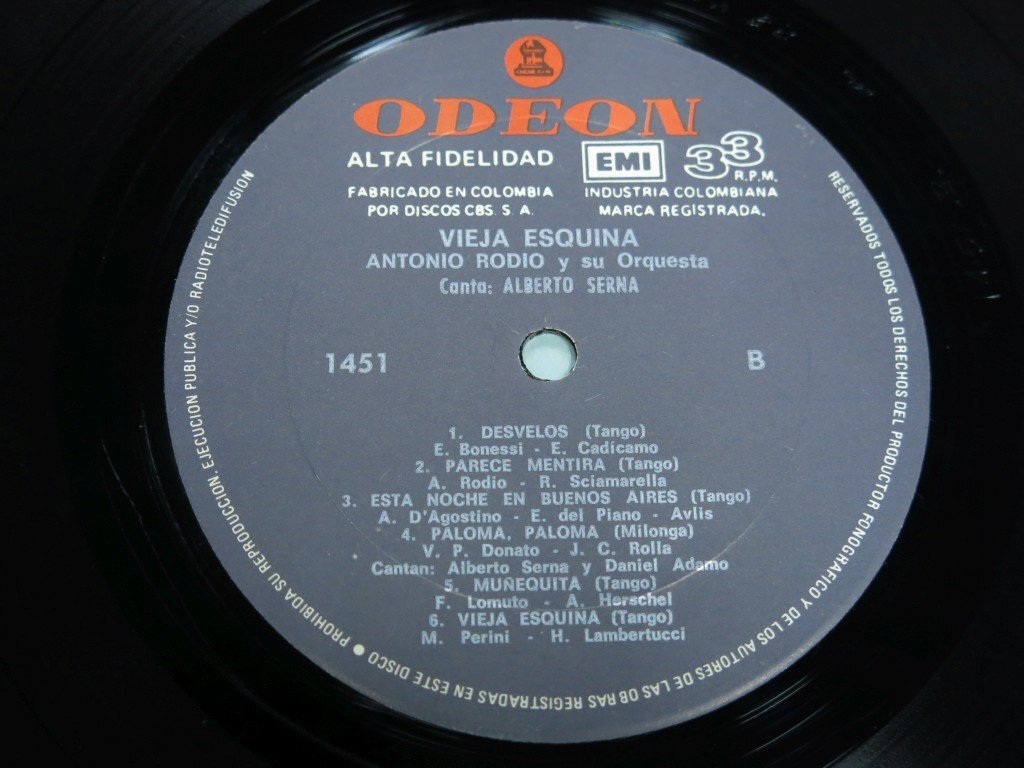 ODEON
ALTA FIDELIDAD
EMI
33 R.P.M.
FABRICADO EN COLOMBIA
POR DISCOS CBS. S. A.
INDUSTRIA COLOMBIANA
MARCA REGISTRADA.
VIEJA ESQUINA
ANTONIO RODIO y su Orquesta
Canta: ALBERTO SERNA
1451
B
1. DESVELOS (Tango)
E. Bonessi - E. Cadícamo
2. PARECE MENTIRA (Tango)
A. Rodio - R. Sciamarella
3. ESTA NOCHE EN BUENOS AIRES (Tango)
A. D'Agostino - E. del Piano - Avlis
4. PALOMA, PALOMA (Milonga)
V. P. Donato - J. C. Rolla
Cantan: Alberto Serna y Daniel Adamo
5. MUÑEQUITA (Tango)
F. Lomuto - A. Herschel
6. VIEJA ESQUINA (Tango)
M. Perini - H. Lambertucci
RESERVADOS TODOS LOS DERECHOS DEL PRODUCTOR FONOGRAFICO Y DE LOS AUTORES DE LAS OBRAS REGISTRADAS EN ESTE DISCO ● PROHIBIDA SU REPRODUCCION, EJECUCION PUBLICA Y/O RADIOTELEDIFUSION